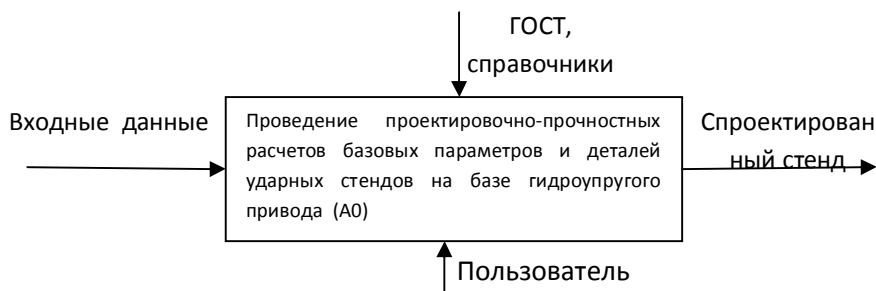 ГОСТ,
справочники
Входные данные
Проведение проектировочно-прочностных
расчетов базовых параметров и деталей
ударных стендов на базе гидроупругого
привода (А0)
Спроектирован
ный стенд
Пользователь